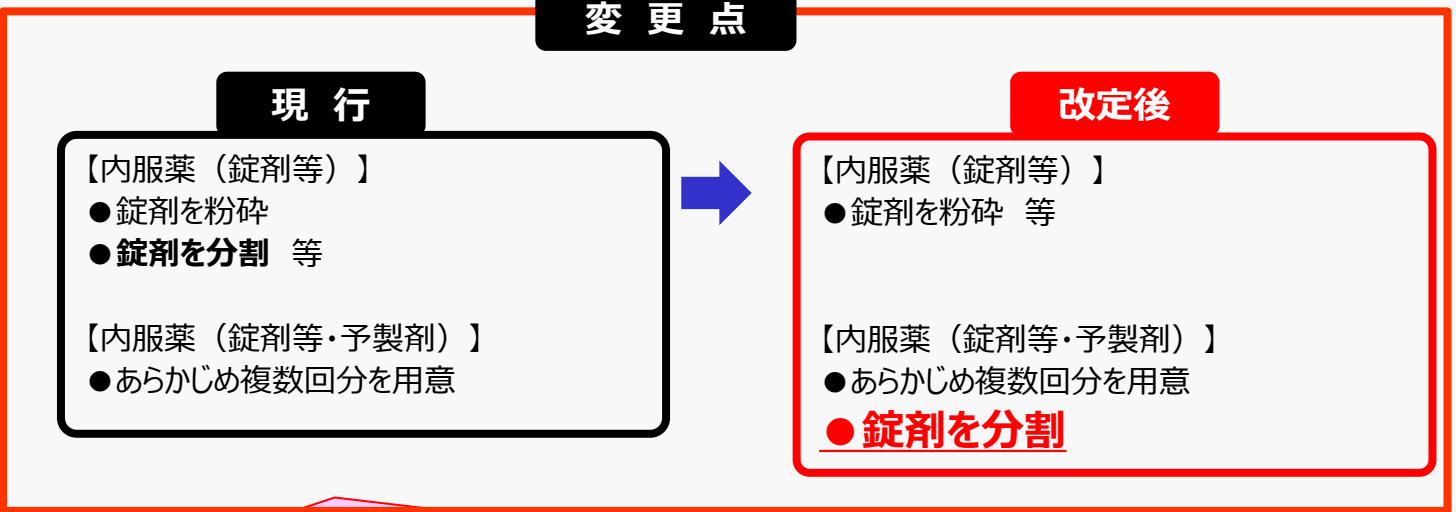 変 更 点
現 行
【内服薬（錠剤等）】
●錠剤を粉砕
●錠剤を分割 等
【内服薬（錠剤等・予製剤）】
●あらかじめ複数回分を用意
改定後
【内服薬（錠剤等）】
●錠剤を粉砕 等
【内服薬（錠剤等・予製剤）】
●あらかじめ複数回分を用意
●錠剤を分割